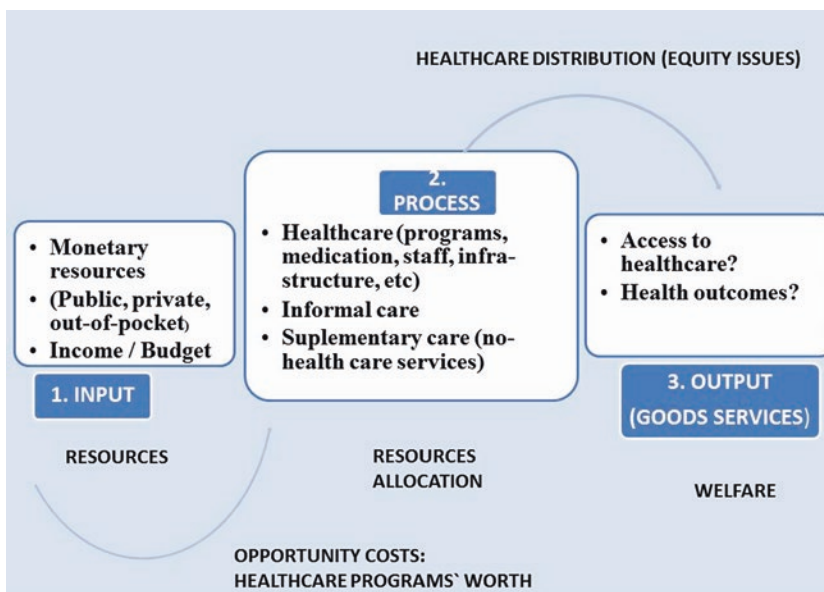 HEALTHCARE DISTRIBUTION (EQUITY ISSUES)
• Monetary
resources
• (Public, private,
out-of-pocket)
• Income / Budget
1. INPUT
RESOURCES
2.
PROCESS
• Healthcare (programs,
medication, staff, infra-
structure, etc)
• Informal care
• Suplementary care (no-
health care services)
RESOURCES
ALLOCATION
• Access to
healthcare?
• Health outcomes?
3. OUTPUT
(GOODS SERVICES)
WELFARE
OPPORTUNITY COSTS:
HEALTHCARE PROGRAMS` WORTH